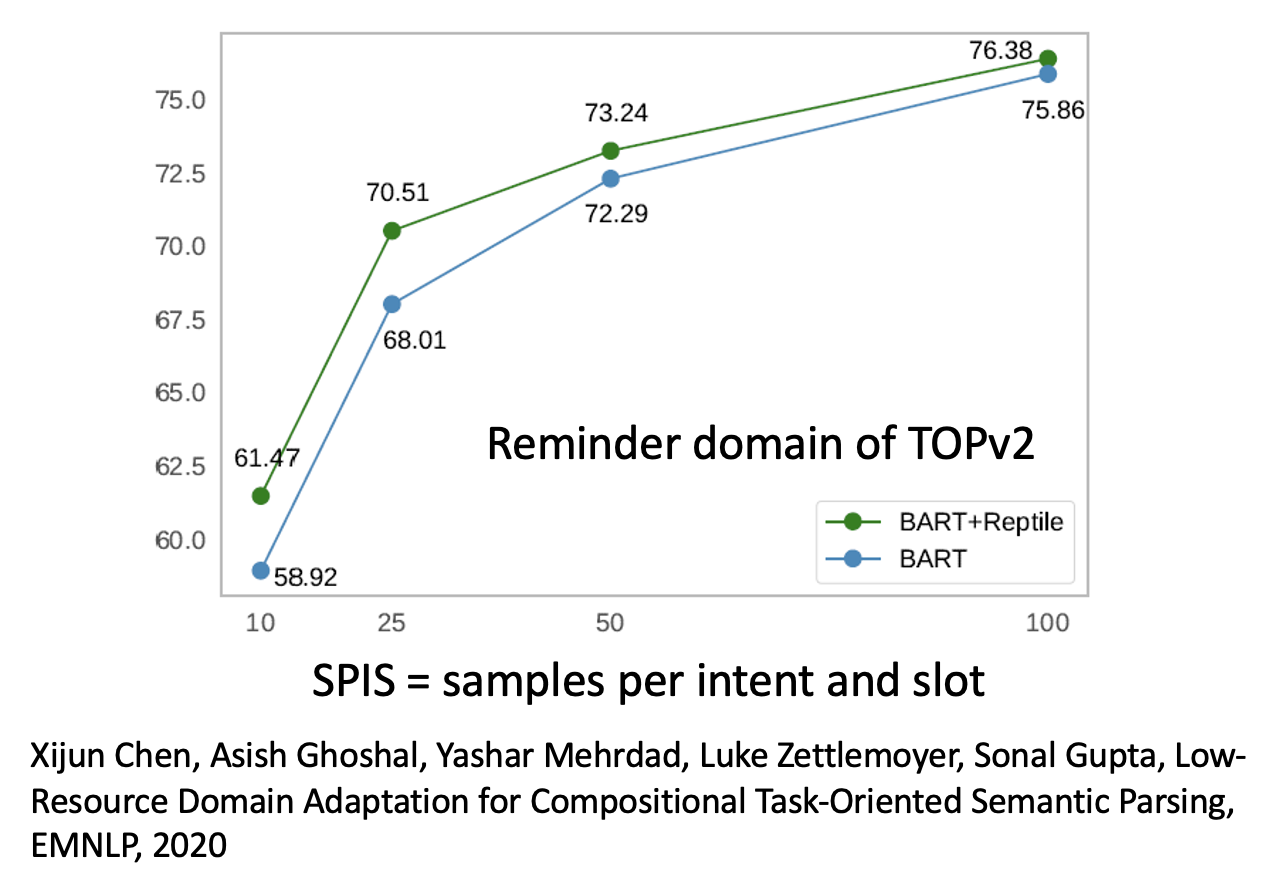 76.38
75.0
75.86
73.24
72.5
70.51
72.29
70.0
67.5
68.01
65.0
Reminder domain of TOPv2
61.47
62.5
BART+Reptile
60.0
BART
58.92
10 25 50 100
SPIS = samples per intent and slot
Xijun Chen, Asish Ghoshal, Yashar Mehrdad, Luke Zettlemoyer, Sonal Gupta, Low-
Resource Domain Adaptation for Compositional Task-Oriented Semantic Parsing,
EMNLP, 2020